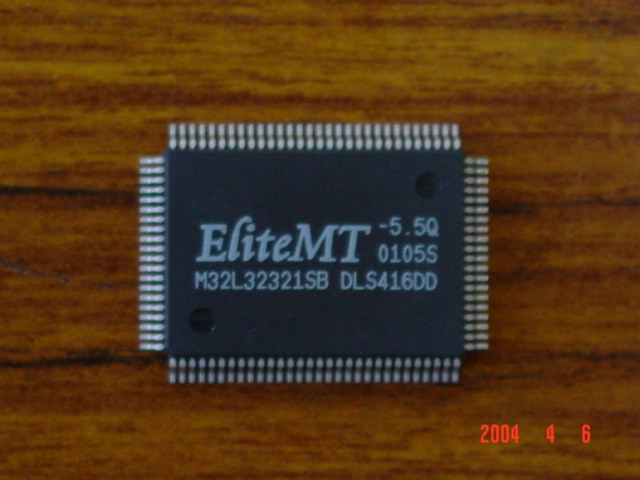 EliteMT -5.5Q
0105S
M32L32321SB DLS416DD
2004 4 6